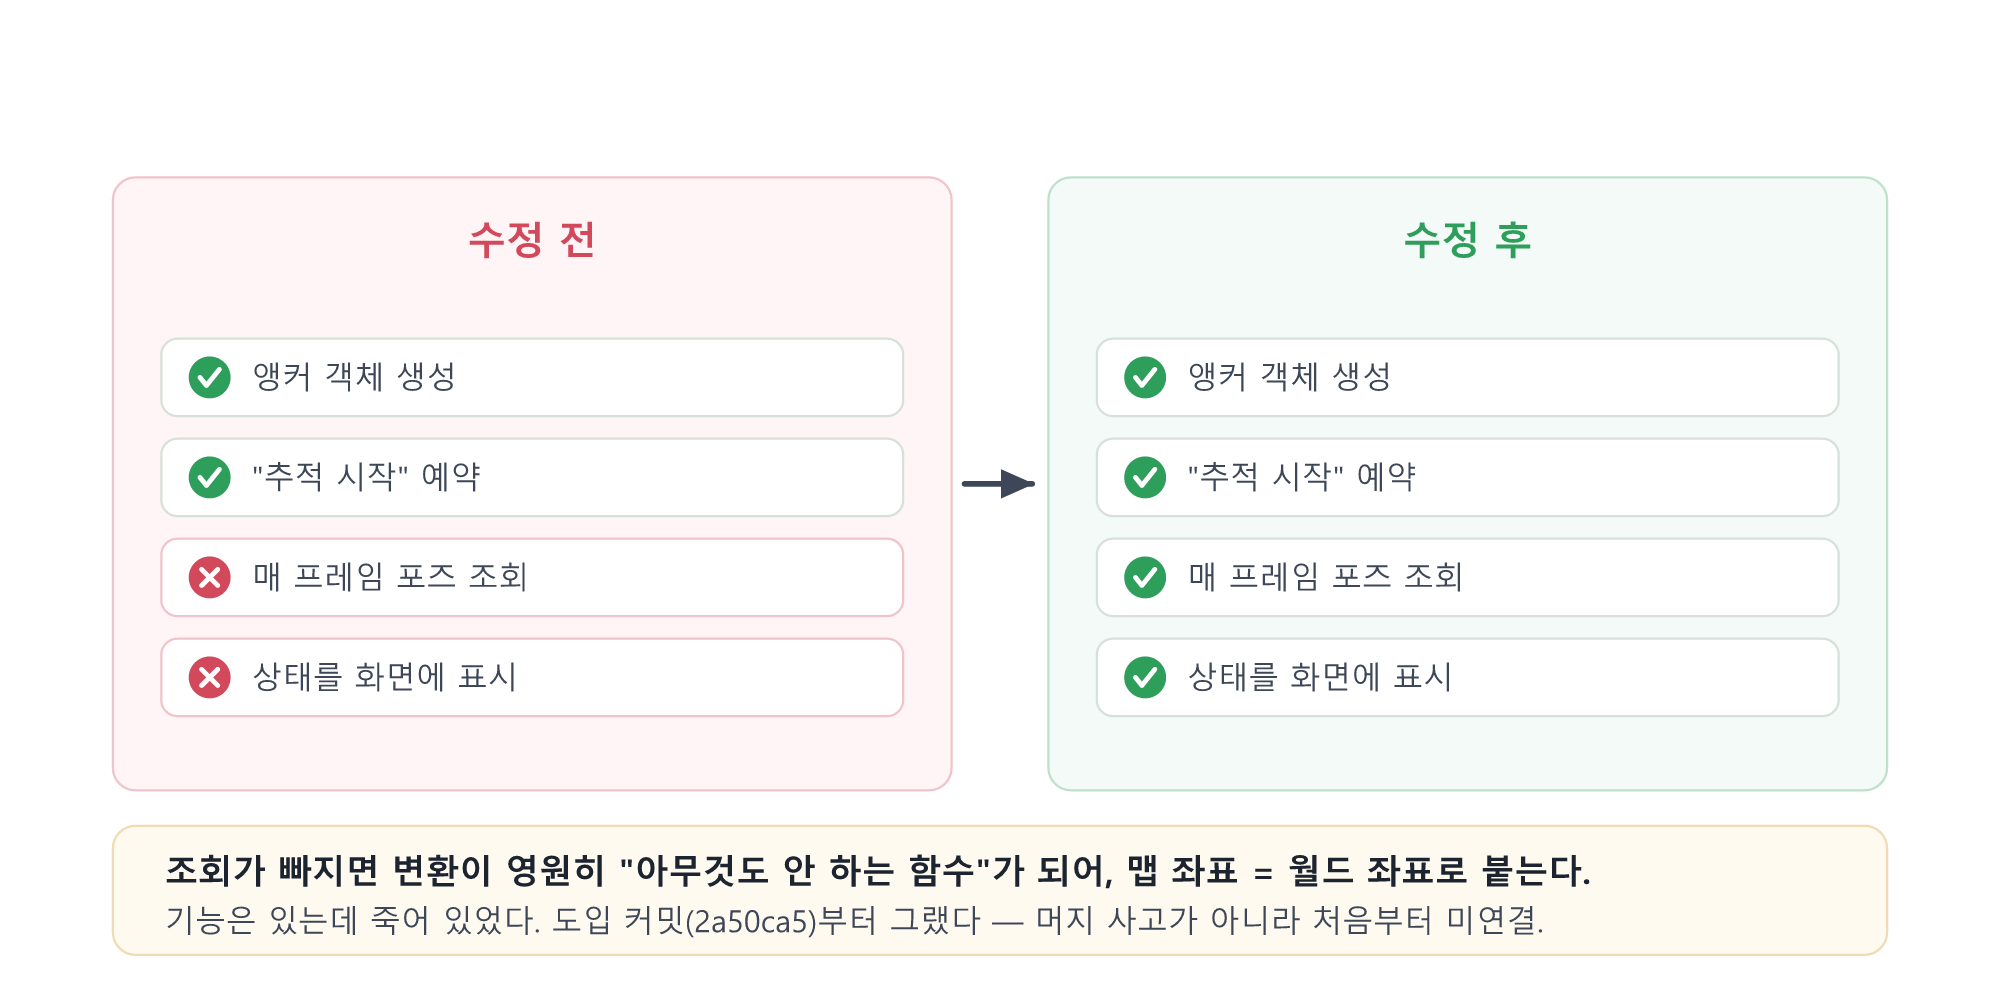 수정 전
앵커 객체 생성
"추적 시작" 예약
매 프레임 포즈 조회
상태를 화면에 표시
수정 후
앵커 객체 생성
"추적 시작" 예약
매 프레임 포즈 조회
상태를 화면에 표시
조회가 빠지면 변환이 영원히 "아무것도 안 하는 함수"가 되어, 맵 좌표 = 월드 좌표로 붙는다.
기능은 있는데 죽어 있었다. 도입 커밋(2a50ca5)부터 그랬다 — 머지 사고가 아니라 처음부터 미연결.